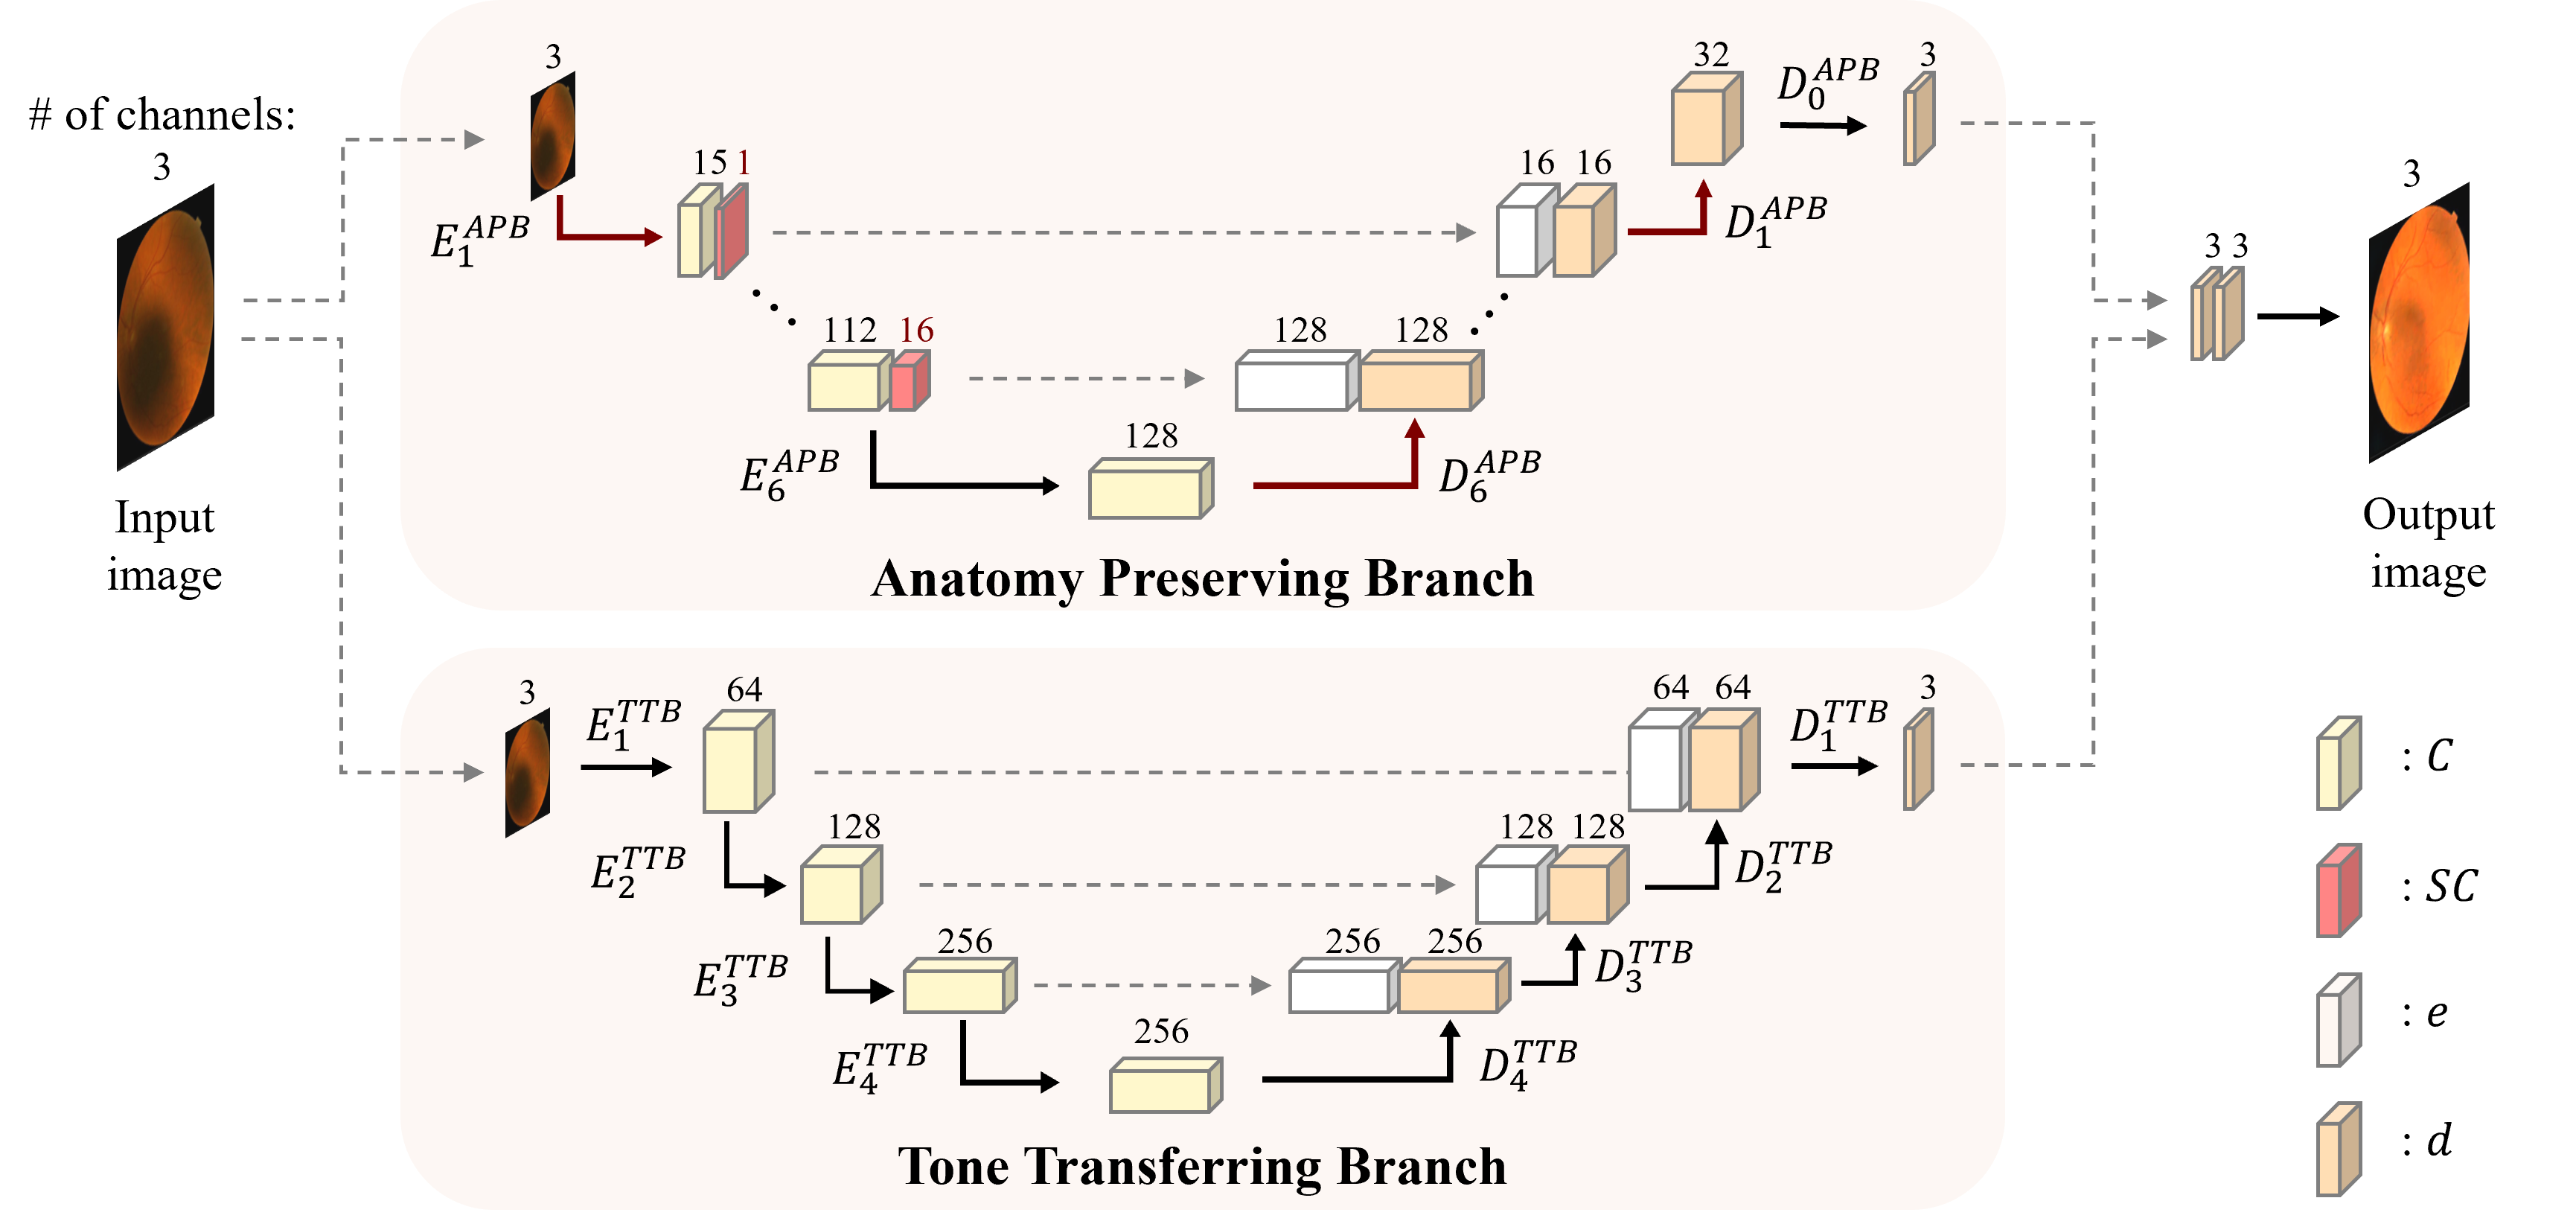 # of channels:
3
Input
image
3
E_1^{APB}
15 1
112 16
E_6^{APB}
128
D_6^{APB}
128 128
16 16
D_1^{APB}
32
D_0^{APB}
3
Anatomy Preserving Branch
3
E_1^{TTB}
64
E_2^{TTB}
128
E_3^{TTB}
256
E_4^{TTB}
256
D_4^{TTB}
256 256
D_3^{TTB}
128 128
D_2^{TTB}
64 64
D_1^{TTB}
3
Tone Transferring Branch
3 3
3
Output
image
: C
: SC
: e
: d